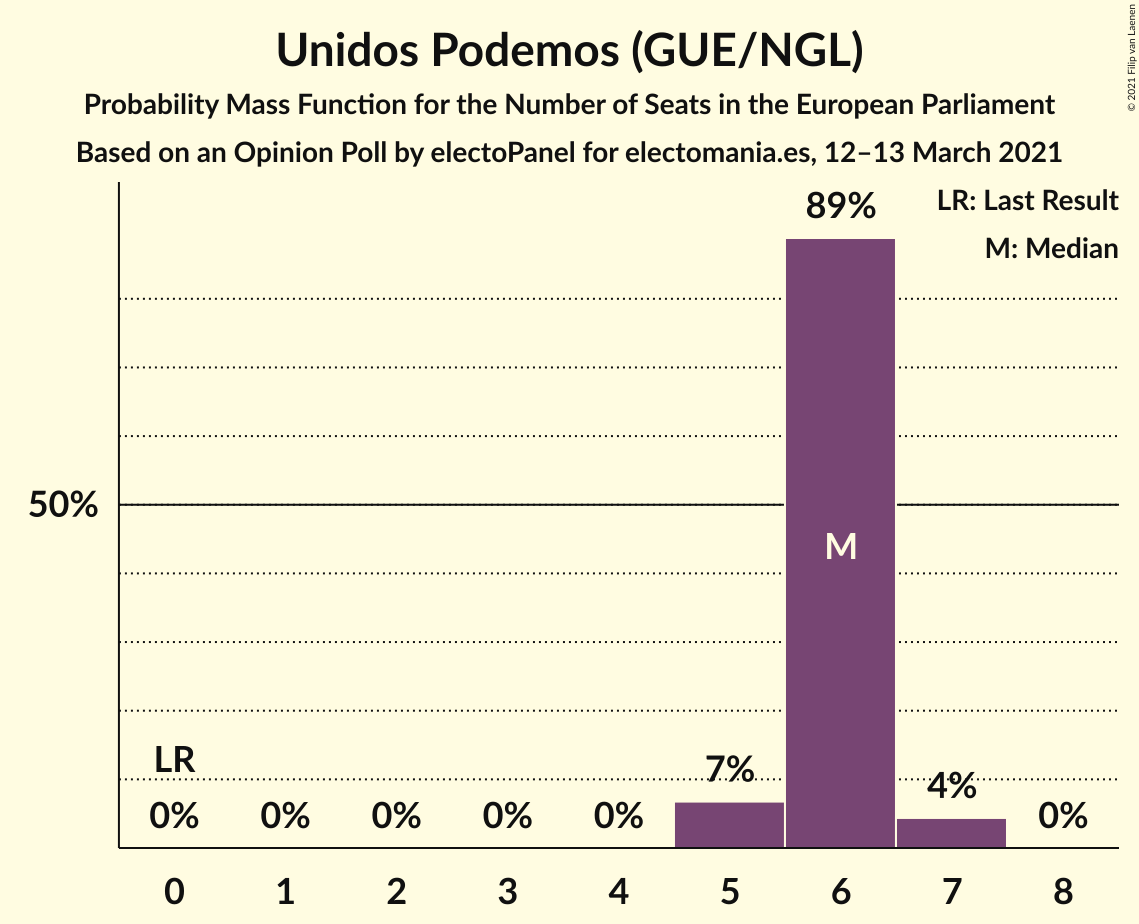 Unidos Podemos (GUE/NGL)
Probability Mass Function for the Number of Seats in the European Parliament
Based on an Opinion Poll by electoPanel for electomania.es, 12–13 March 2021
© 2021 Filip van Laenen
LR: Last Result
M: Median
89%
50%
M
LR
7%
4%
0% 0% 0% 0% 0% 0%
0 1 2 3 4 5 6 7 8